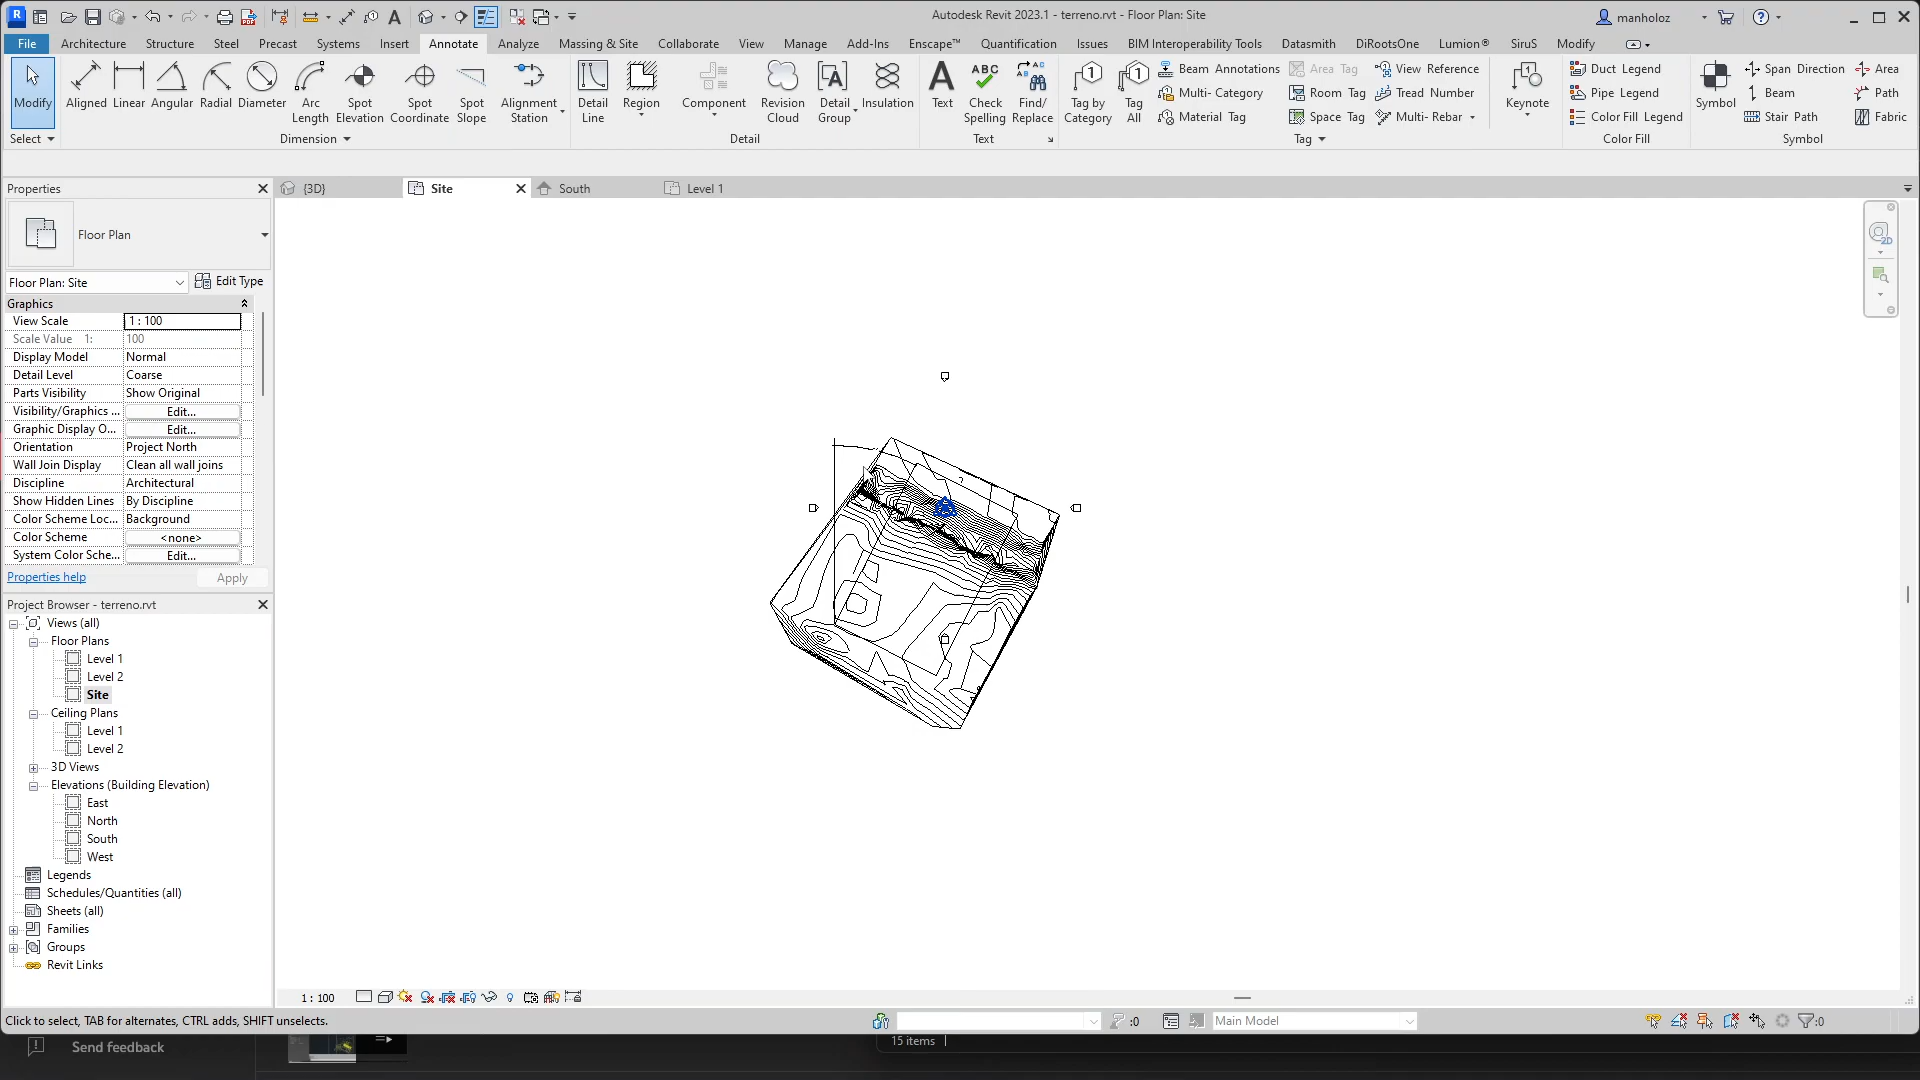 Autodesk Revit 2023.1 - terreno.rvt - Floor Plan: Site
manholoz
File Architecture Structure Steel Precast Systems Insert Annotate Analyze Massing & Site Collaborate View Manage Add-Ins Enscape™ Quantification Issues BIM Interoperability Tools Datasmith DiRootsOne Lumion® SiruS Modify
Modify
Select
Aligned Linear Angular Radial Diameter Arc Length Spot Elevation Spot Coordinate Spot Slope Alignment Station
Dimension
Detail Line Region Component Revision Cloud Detail Group Insulation
Detail
Text Check Spelling Find/ Replace
Text
Tag by Category Tag All
Beam Annotations Area Tag View Reference
Multi- Category Room Tag Tread Number
Material Tag Space Tag Multi- Rebar
Tag
Keynote
Duct Legend
Pipe Legend
Color Fill Legend
Color Fill
Symbol
Span Direction Area
Beam Path
Stair Path Fabric
Symbol
Properties
{3D} Site South Level 1
Floor Plan
Floor Plan: Site Edit Type
Graphics
View Scale 1 : 100
Scale Value 1: 100
Display Model Normal
Detail Level Coarse
Parts Visibility Show Original
Visibility/Graphics ... Edit...
Graphic Display O... Edit...
Orientation Project North
Wall Join Display Clean all wall joins
Discipline Architectural
Show Hidden Lines By Discipline
Color Scheme Loc... Background
Color Scheme <none>
System Color Sche... Edit...
Properties help Apply
Project Browser - terreno.rvt
Views (all)
Floor Plans
Level 1
Level 2
Site
Ceiling Plans
Level 1
Level 2
3D Views
Elevations (Building Elevation)
East
North
South
West
Legends
Schedules/Quantities (all)
Sheets (all)
Families
Groups
Revit Links
2D
1 : 100
Click to select, TAB for alternates, CTRL adds, SHIFT unselects.
:0
Main Model
:0
Send feedback
15 items